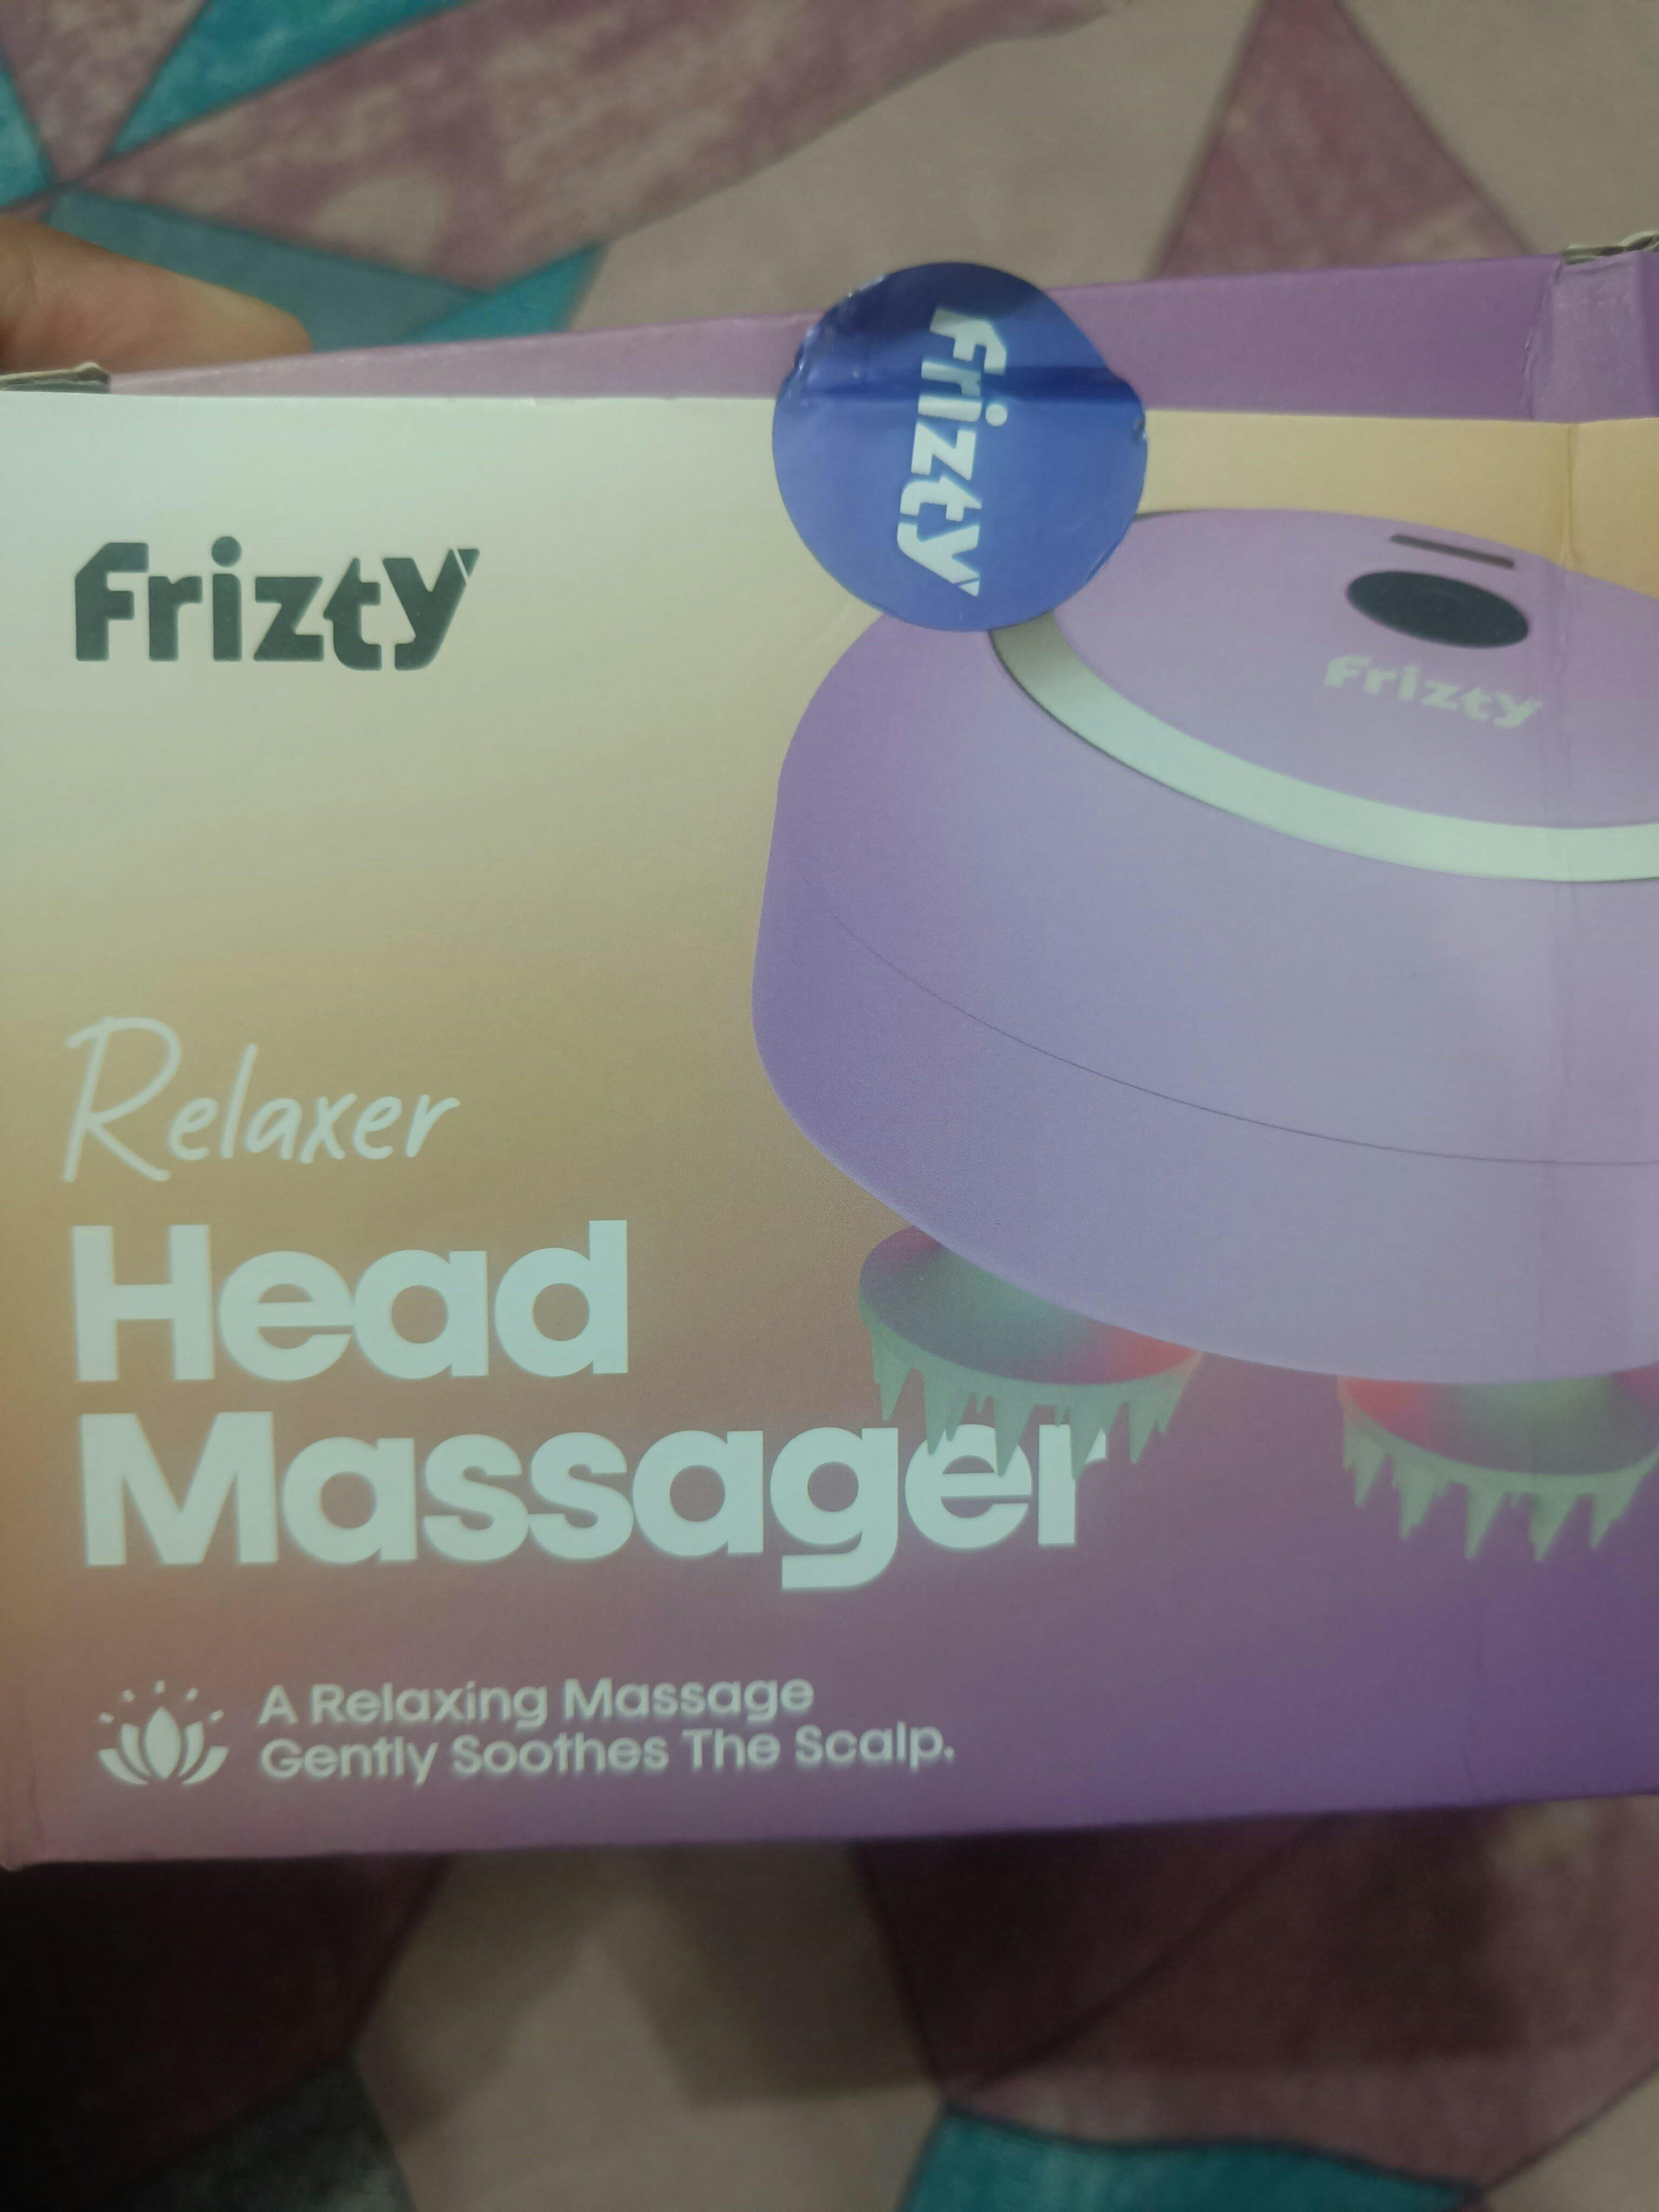 Frizty
Frizty
Frizty
Relaxer
Head
Massager
A Relaxing Massage
Gently Soothes The Scalp.